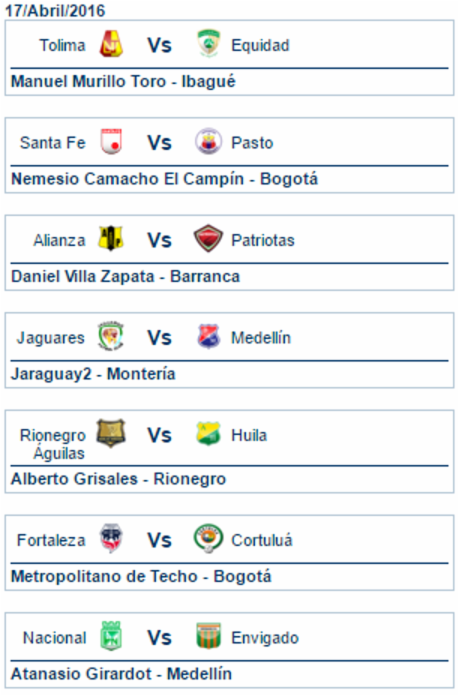 17/Abril/2016
Tolima Vs Equidad
Manuel Murillo Toro - Ibagué
Santa Fe Vs Pasto
Nemesio Camacho El Campín - Bogotá
Alianza Vs Patriotas
Daniel Villa Zapata - Barranca
Jaguares Vs Medellín
Jaraguay2 - Montería
Rionegro Vs Huila
Águilas
Alberto Grisales - Rionegro
Fortaleza Vs Cortuluá
Metropolitano de Techo - Bogotá
Nacional Vs Envigado
Atanasio Girardot - Medellín